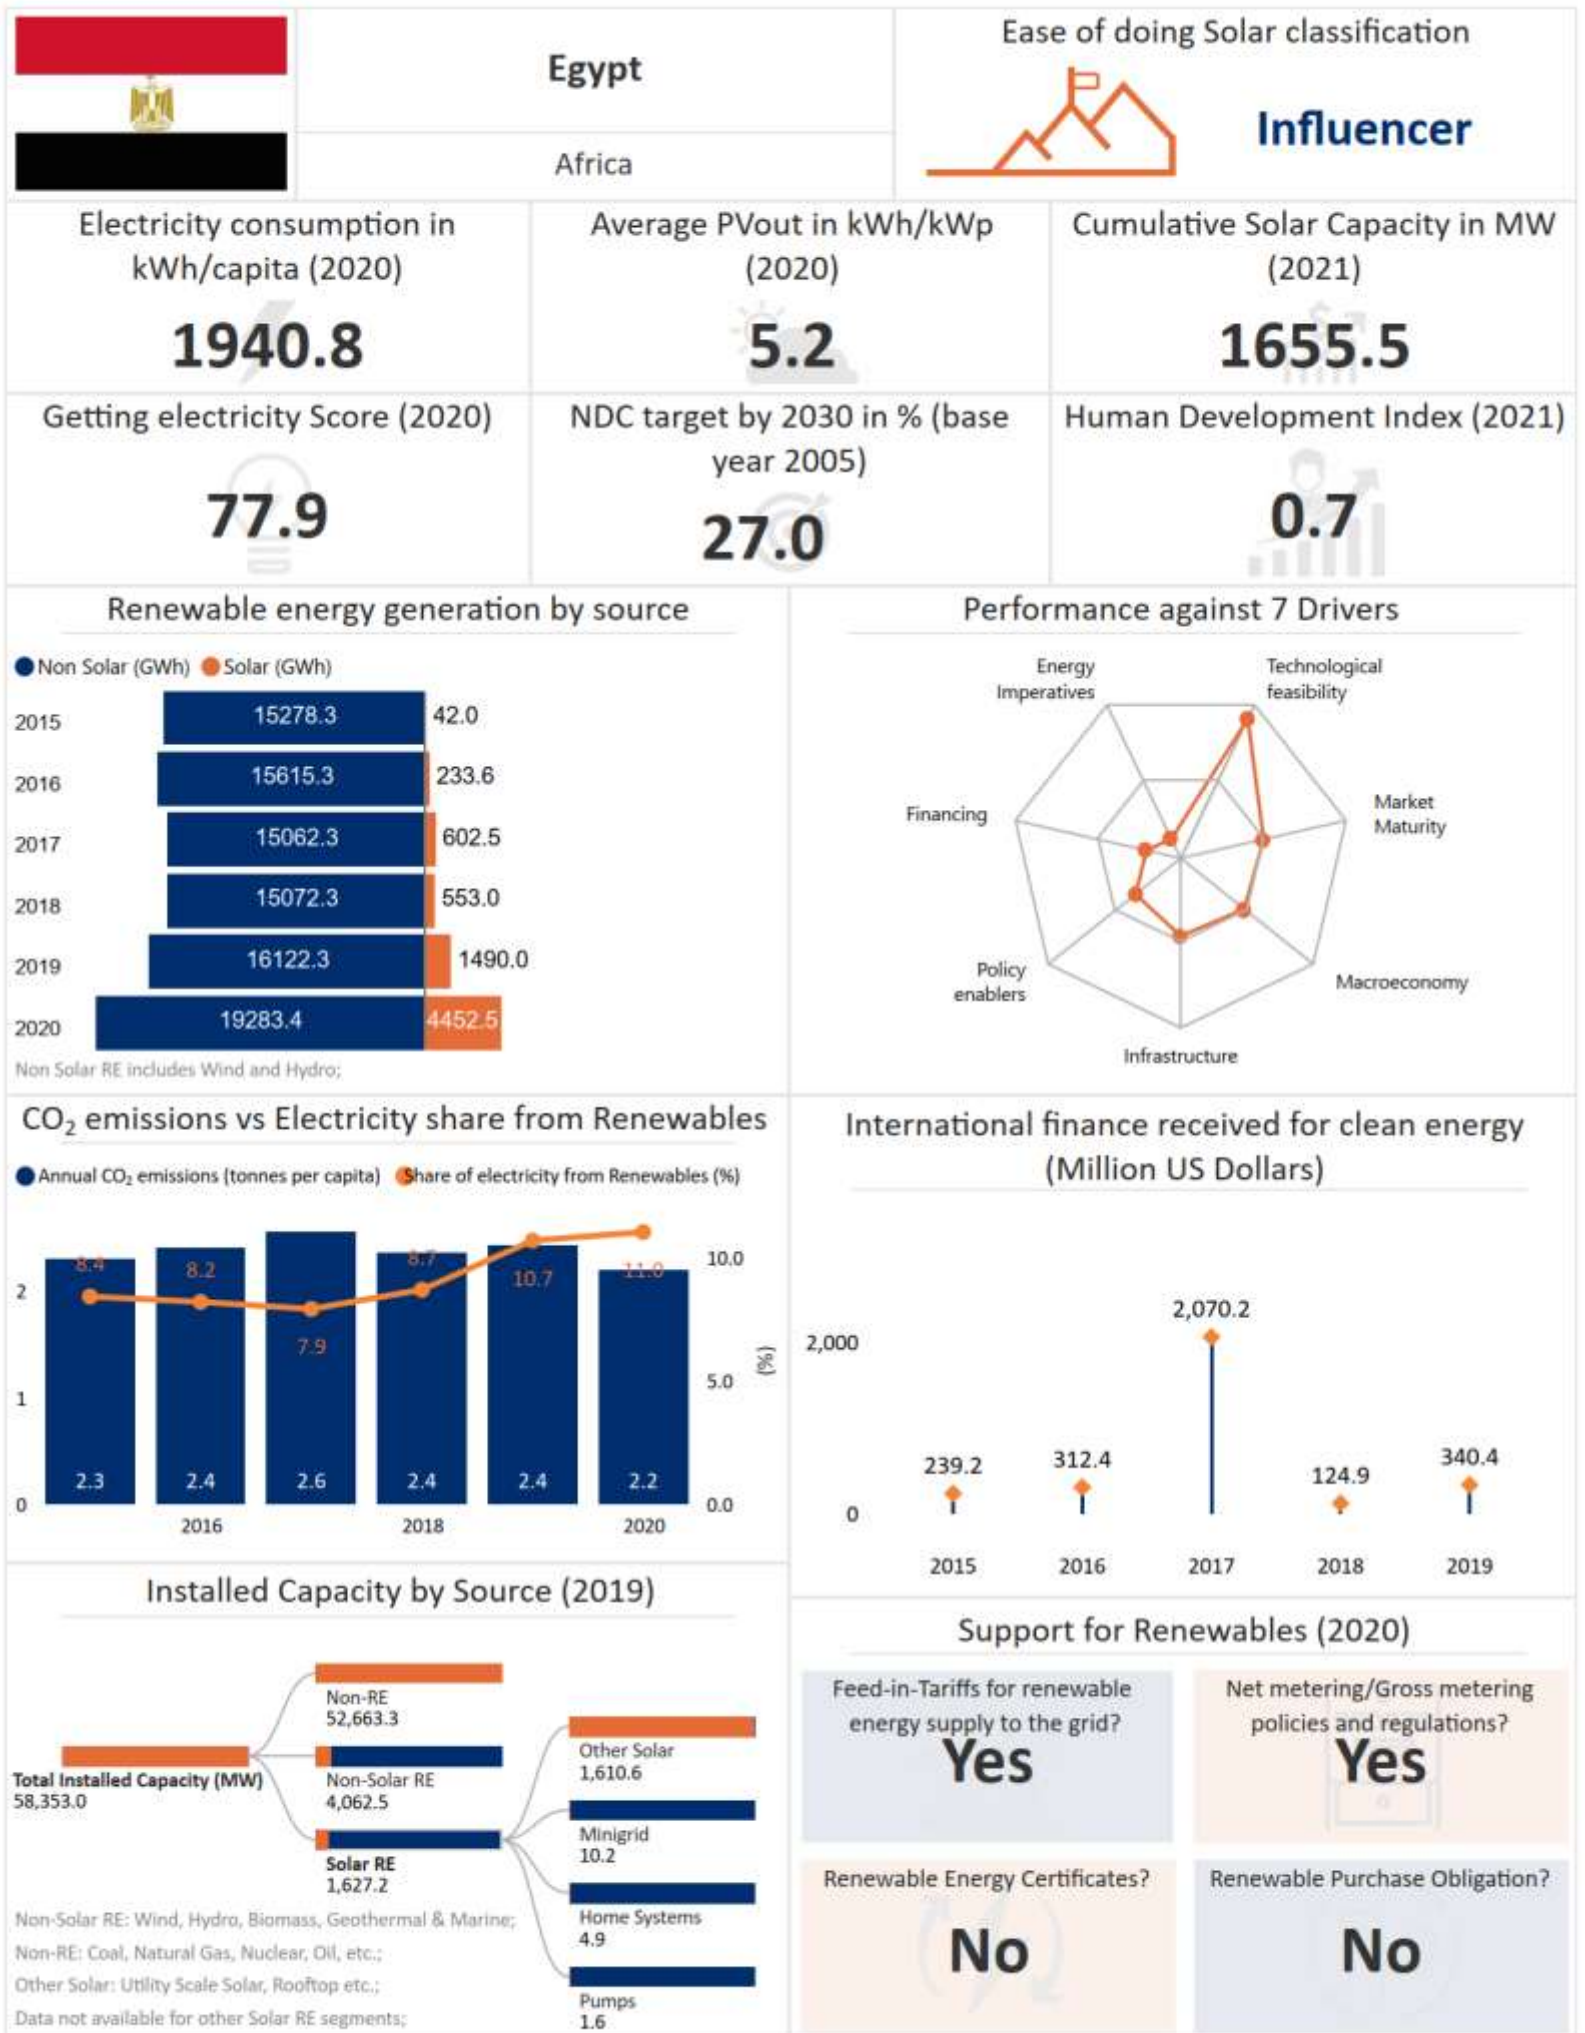 Egypt
Africa
Ease of doing Solar classification
Influencer
Electricity consumption in
kWh/capita (2020)
1940.8
Average PVout in kWh/kWp
(2020)
5.2
Cumulative Solar Capacity in MW
(2021)
1655.5
Getting electricity Score (2020)
77.9
NDC target by 2030 in % (base
year 2005)
27.0
Human Development Index (2021)
0.7
Renewable energy generation by source
Non Solar (GWh) Solar (GWh)
2015 15278.3 42.0
2016 15615.3 233.6
2017 15062.3 602.5
2018 15072.3 553.0
2019 16122.3 1490.0
2020 19283.4 4452.5
Non Solar RE includes Wind and Hydro;
Performance against 7 Drivers
Energy
Imperatives
Technological
feasibility
Financing
Market
Maturity
Policy
enablers
Macroeconomy
Infrastructure
CO₂ emissions vs Electricity share from Renewables
Annual CO₂ emissions (tonnes per capita) Share of electricity from Renewables (%)
8.4 8.2 7.9 8.7 10.7 11.0
2 10.0
1 5.0
(%)
2.3 2.4 2.6 2.4 2.4 2.2
0 0.0
2016 2018 2020
International finance received for clean energy
(Million US Dollars)
2,070.2
2,000
239.2 312.4 124.9 340.4
0
2015 2016 2017 2018 2019
Installed Capacity by Source (2019)
Total Installed Capacity (MW)
58,353.0
Non-RE
52,663.3
Non-Solar RE
4,062.5
Solar RE
1,627.2
Other Solar
1,610.6
Minigrid
10.2
Home Systems
4.9
Pumps
1.6
Non-Solar RE: Wind, Hydro, Biomass, Geothermal & Marine;
Non-RE: Coal, Natural Gas, Nuclear, Oil, etc.;
Other Solar: Utility Scale Solar, Rooftop etc.;
Data not available for other Solar RE segments;
Support for Renewables (2020)
Feed-in-Tariffs for renewable
energy supply to the grid?
Yes
Net metering/Gross metering
policies and regulations?
Yes
Renewable Energy Certificates?
No
Renewable Purchase Obligation?
No